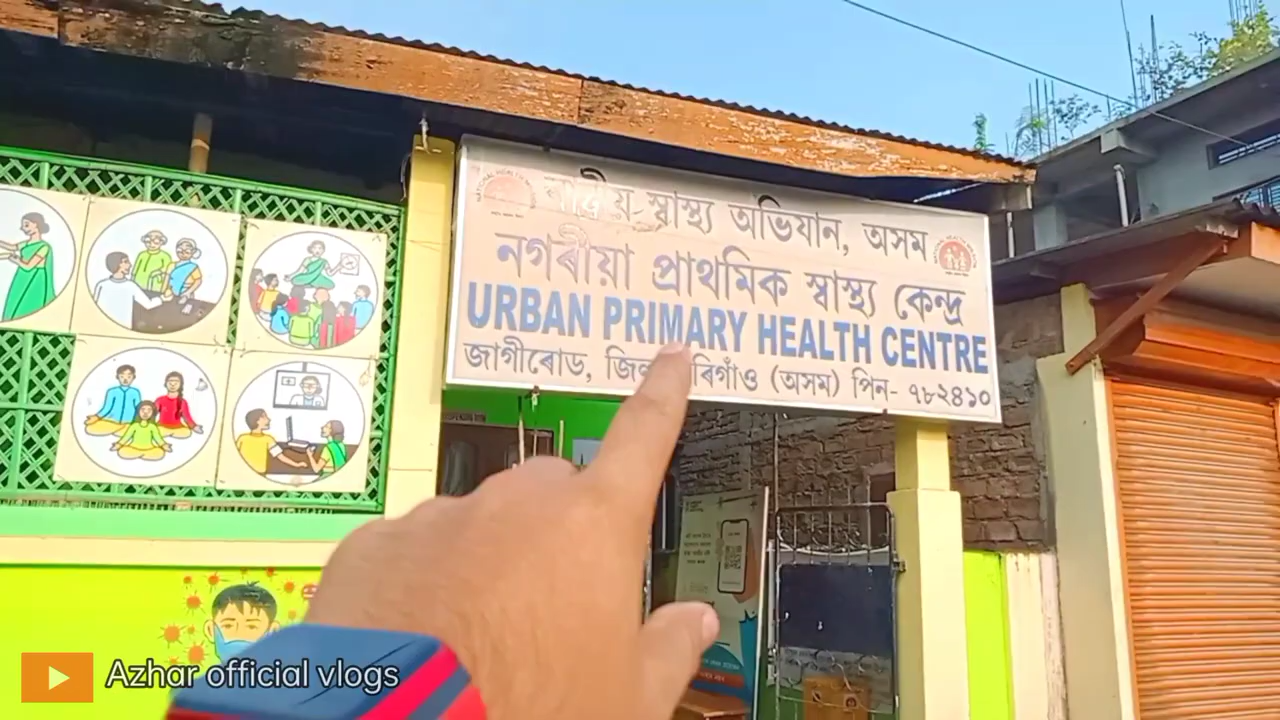 স্বাস্থ্য অভিযান, অসম
নগৰীয়া প্ৰাথমিক স্বাস্থ্য কেন্দ্ৰ
URBAN PRIMARY HEALTH CENTRE
জাগীৰোড, (অসম) পিন- ৭৮২৪১০
Azhar official vlogs